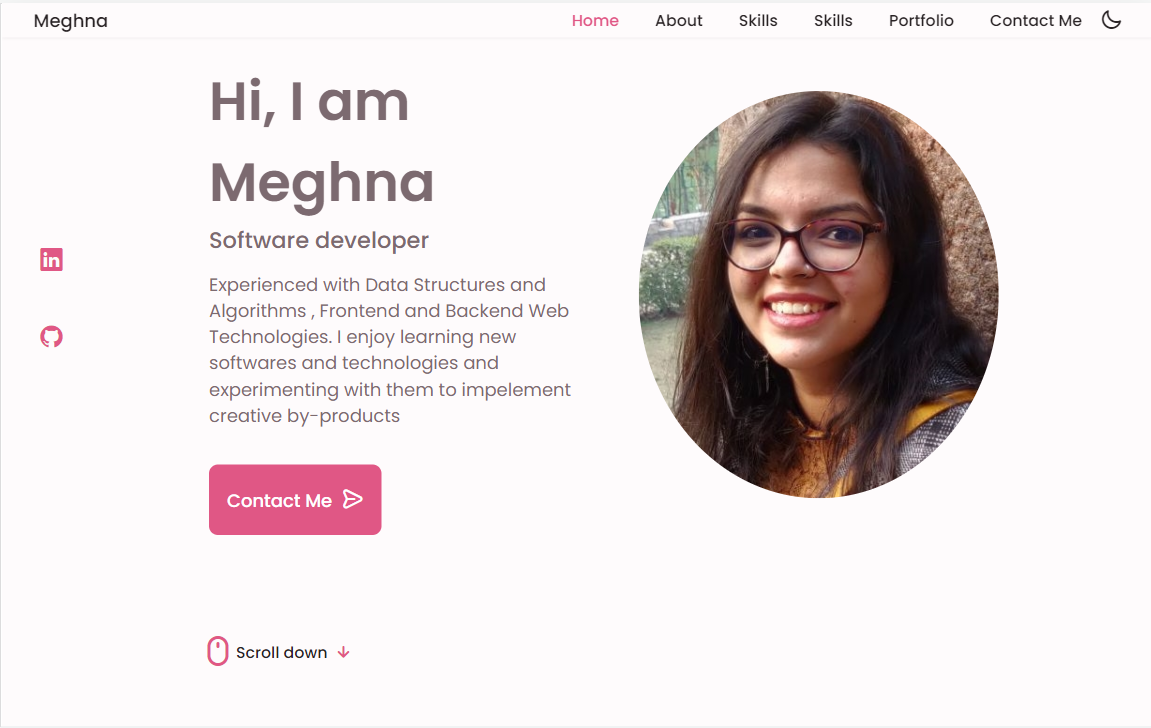 Meghna
Home About Skills Skills Portfolio Contact Me
Hi, I am
Meghna
Software developer
Experienced with Data Structures and
Algorithms , Frontend and Backend Web
Technologies. I enjoy learning new
softwares and technologies and
experimenting with them to impelement
creative by-products
in
Contact Me
Scroll down